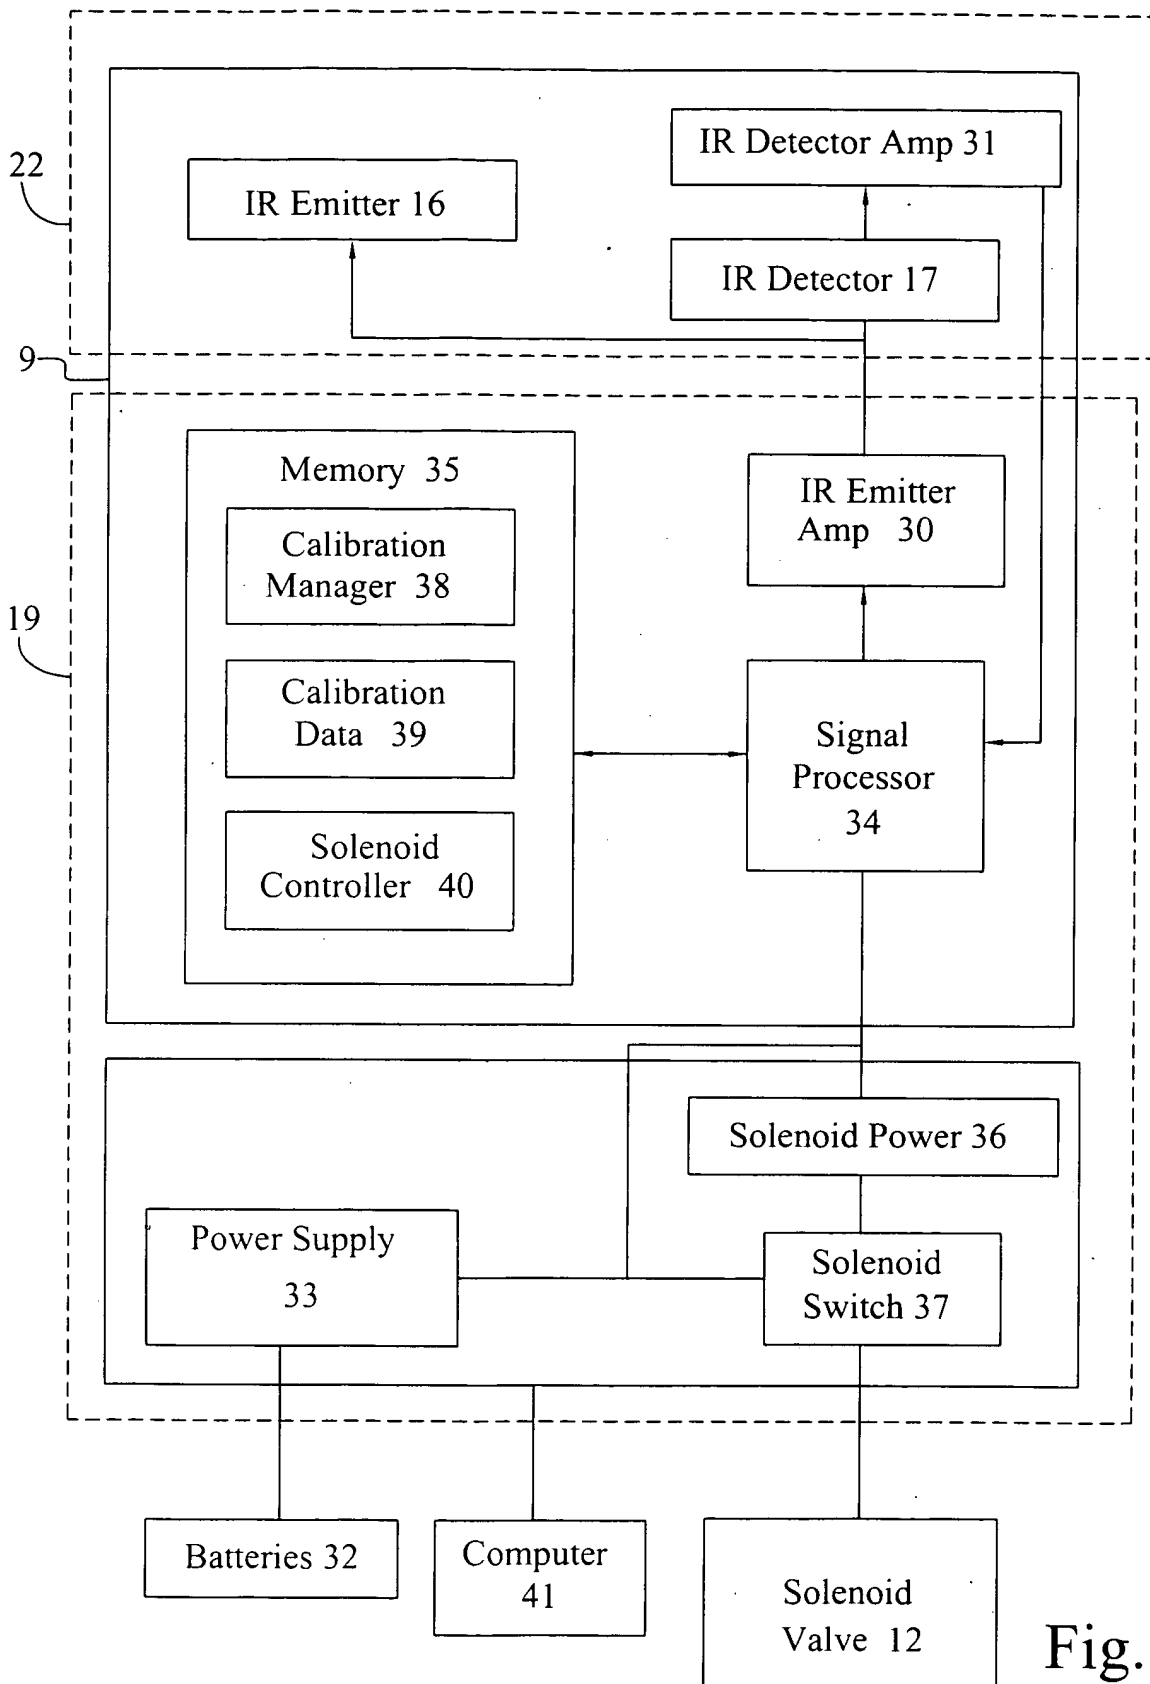 IR Detector Amp 31
22
IR Emitter 16
IR Detector 17
9
Memory 35
IR Emitter
Amp 30
Calibration
Manager 38
19
Calibration
Data 39
Signal
Processor
34
Solenoid
Controller 40
Solenoid Power 36
Power Supply
33
Solenoid
Switch 37
Batteries 32
Computer
41
Solenoid
Valve 12
Fig.